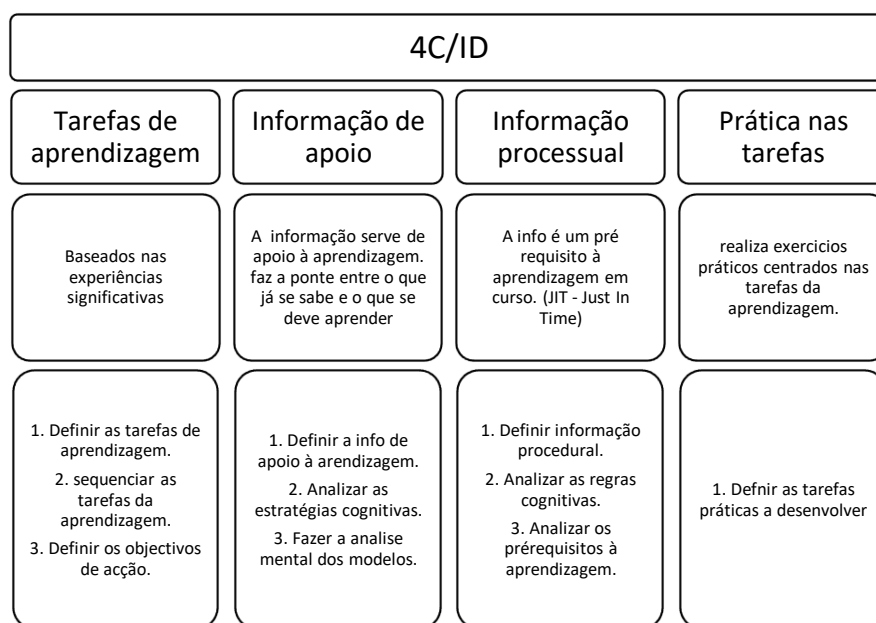 4C/ID
Tarefas de
aprendizagem
Informação de
apoio
Informação
processual
Prática nas
tarefas
Baseados nas
experiências
significativas
A informação serve de
apoio à aprendizagem.
faz a ponte entre o que
já se sabe e o que se
deve aprender
A info é um pré
requisito à
aprendizagem em
curso. (JIT - Just In
Time)
realiza exercicios
práticos centrados nas
tarefas da
aprendizagem.
1. Definir as tarefas de
aprendizagem.
2. sequenciar as
tarefas da
aprendizagem.
3. Definir os objectivos
de acção.
1. Definir a info de
apoio à arendizagem.
2. Analizar as
estratégias cognitivas.
3. Fazer a analise
mental dos modelos.
1. Definir informação
procedural.
2. Analizar as regras
cognitivas.
3. Analizar os
prérequisitos à
aprendizagem.
1. Defnir as tarefas
práticas a desenvolver